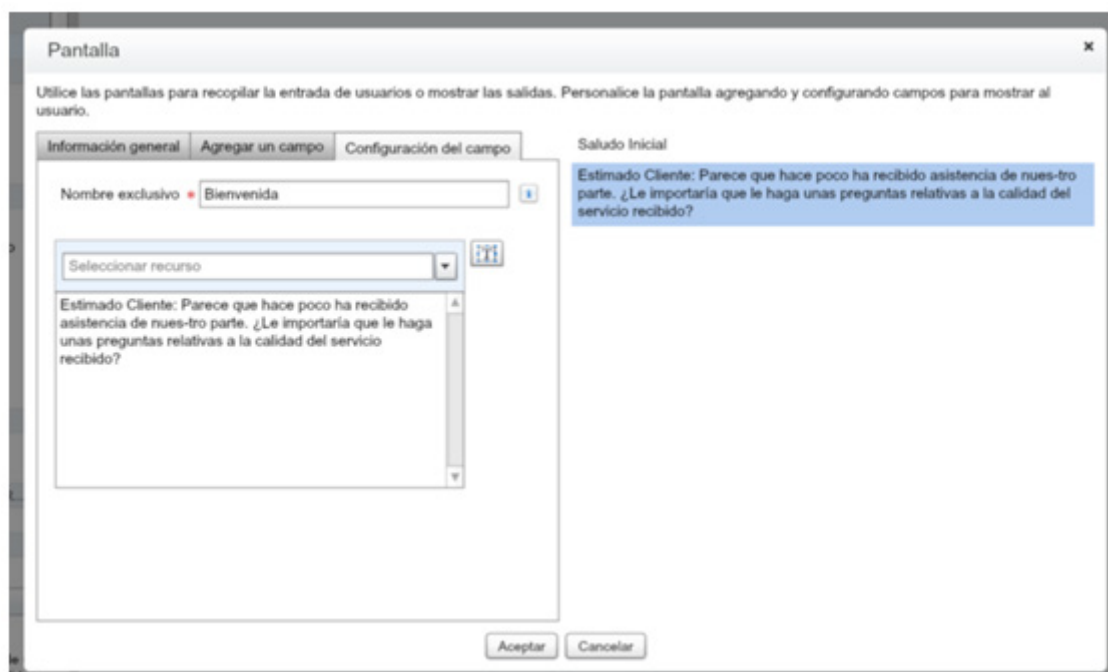 Pantalla
Utilice las pantallas para recopilar la entrada de usuarios o mostrar las salidas. Personalice la pantalla agregando y configurando campos para mostrar al
usuario.
Información general
Agregar un campo
Configuración del campo
Nombre exclusivo * Bienvenida
Seleccionar recurso
Estimado Cliente: Parece que hace poco ha recibido
asistencia de nues-tro parte. ¿Le importaría que le haga
unas preguntas relativas a la calidad del servicio
recibido?
Saludo Inicial
Estimado Cliente: Parece que hace poco ha recibido asistencia de nues-tro
parte. ¿Le importaría que le haga unas preguntas relativas a la calidad del
servicio recibido?
Aceptar
Cancelar